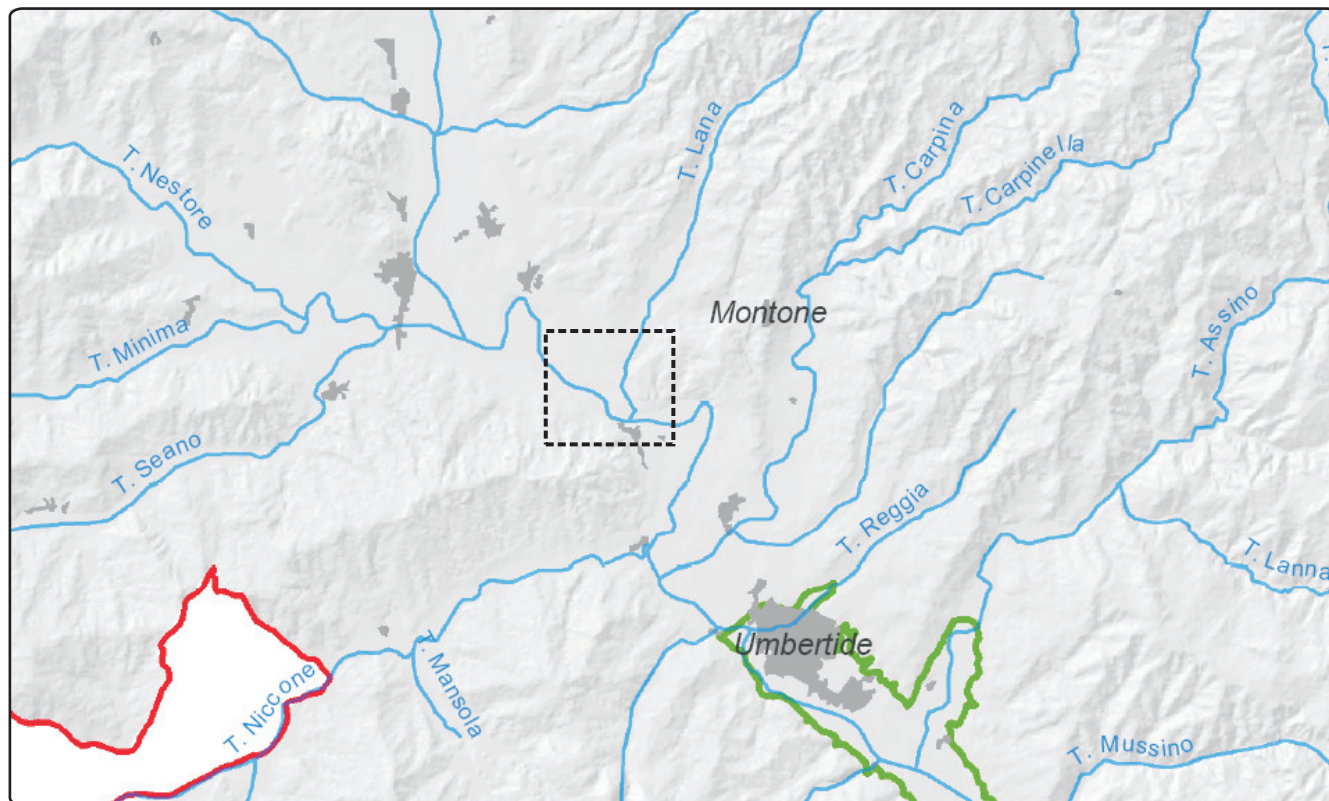 T. Lana
T. Carpina
T. Carpinella
T. Nestore
Montone
T. Minima
T. Assino
T. Seano
T. Reggia
T. Lanna
Umbertide
T. Mansola
T. Niccone
T. Mussino